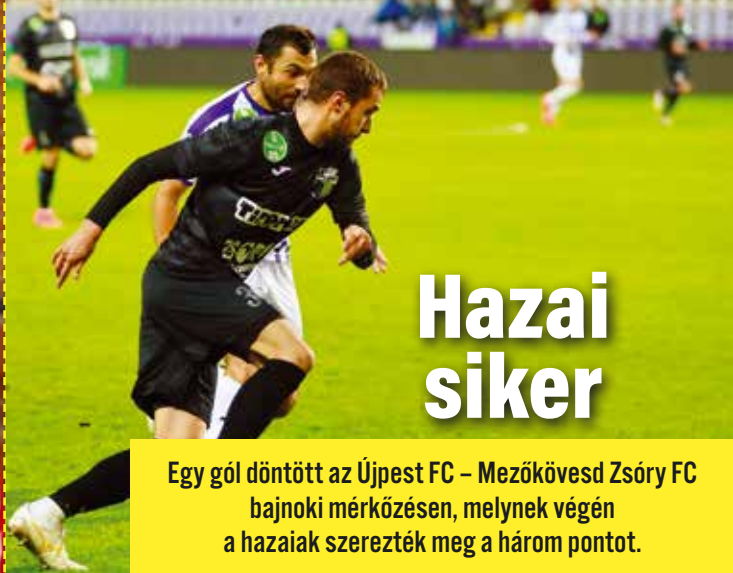 Hazai
siker
Egy gól döntött az Újpest FC – Mezőkövesd Zsóry FC
bajnoki mérkőzésen, melynek végén
a hazaiak szerezték meg a három pontot.